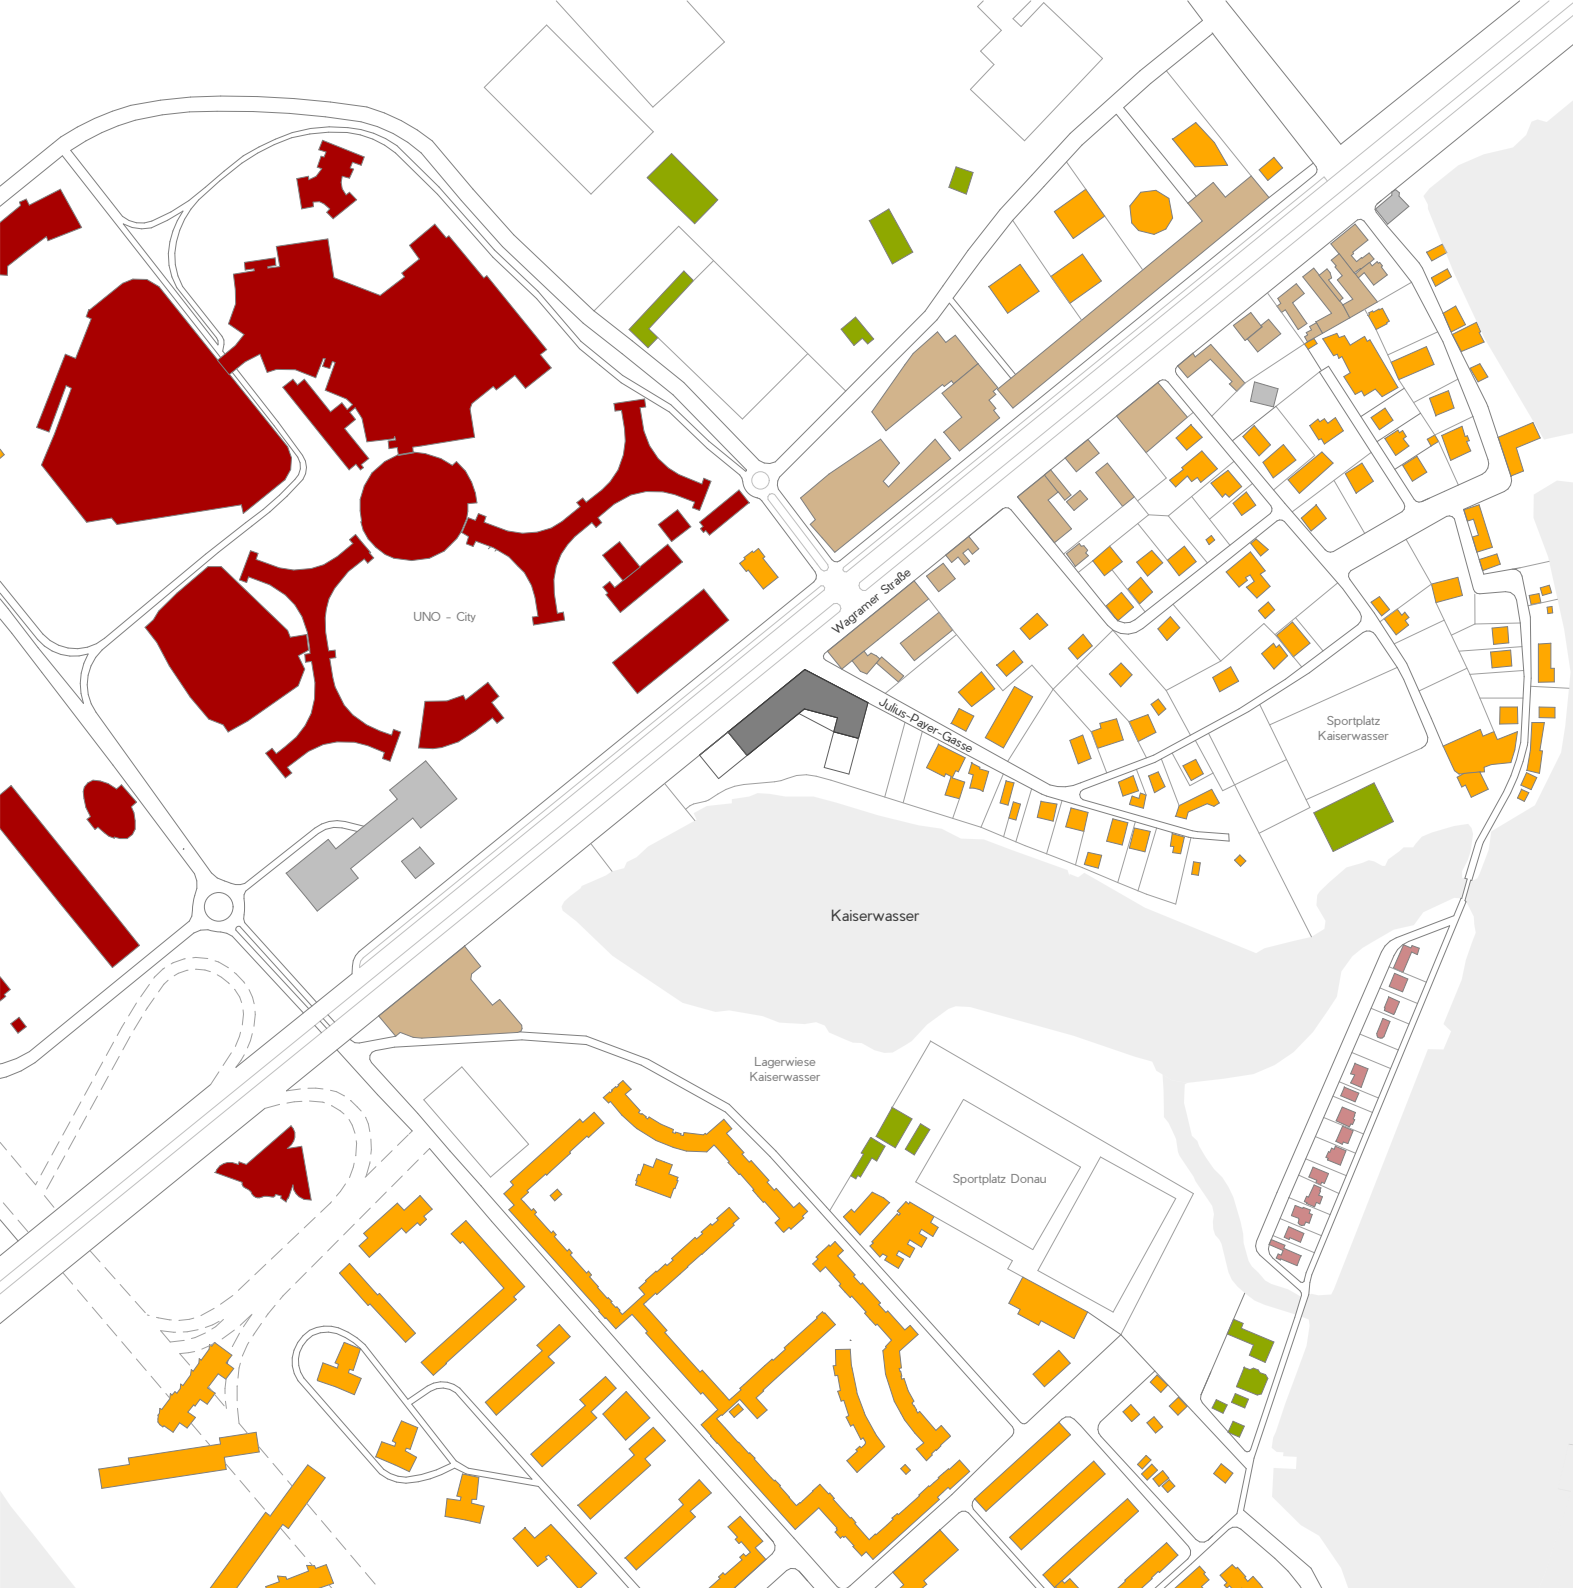 Wagramer Straße
UNO - City
Julius-Payer-Gasse
Sportplatz
Kaiserwasser
Kaiserwasser
Lagerwiese
Kaiserwasser
Sportplatz Donau